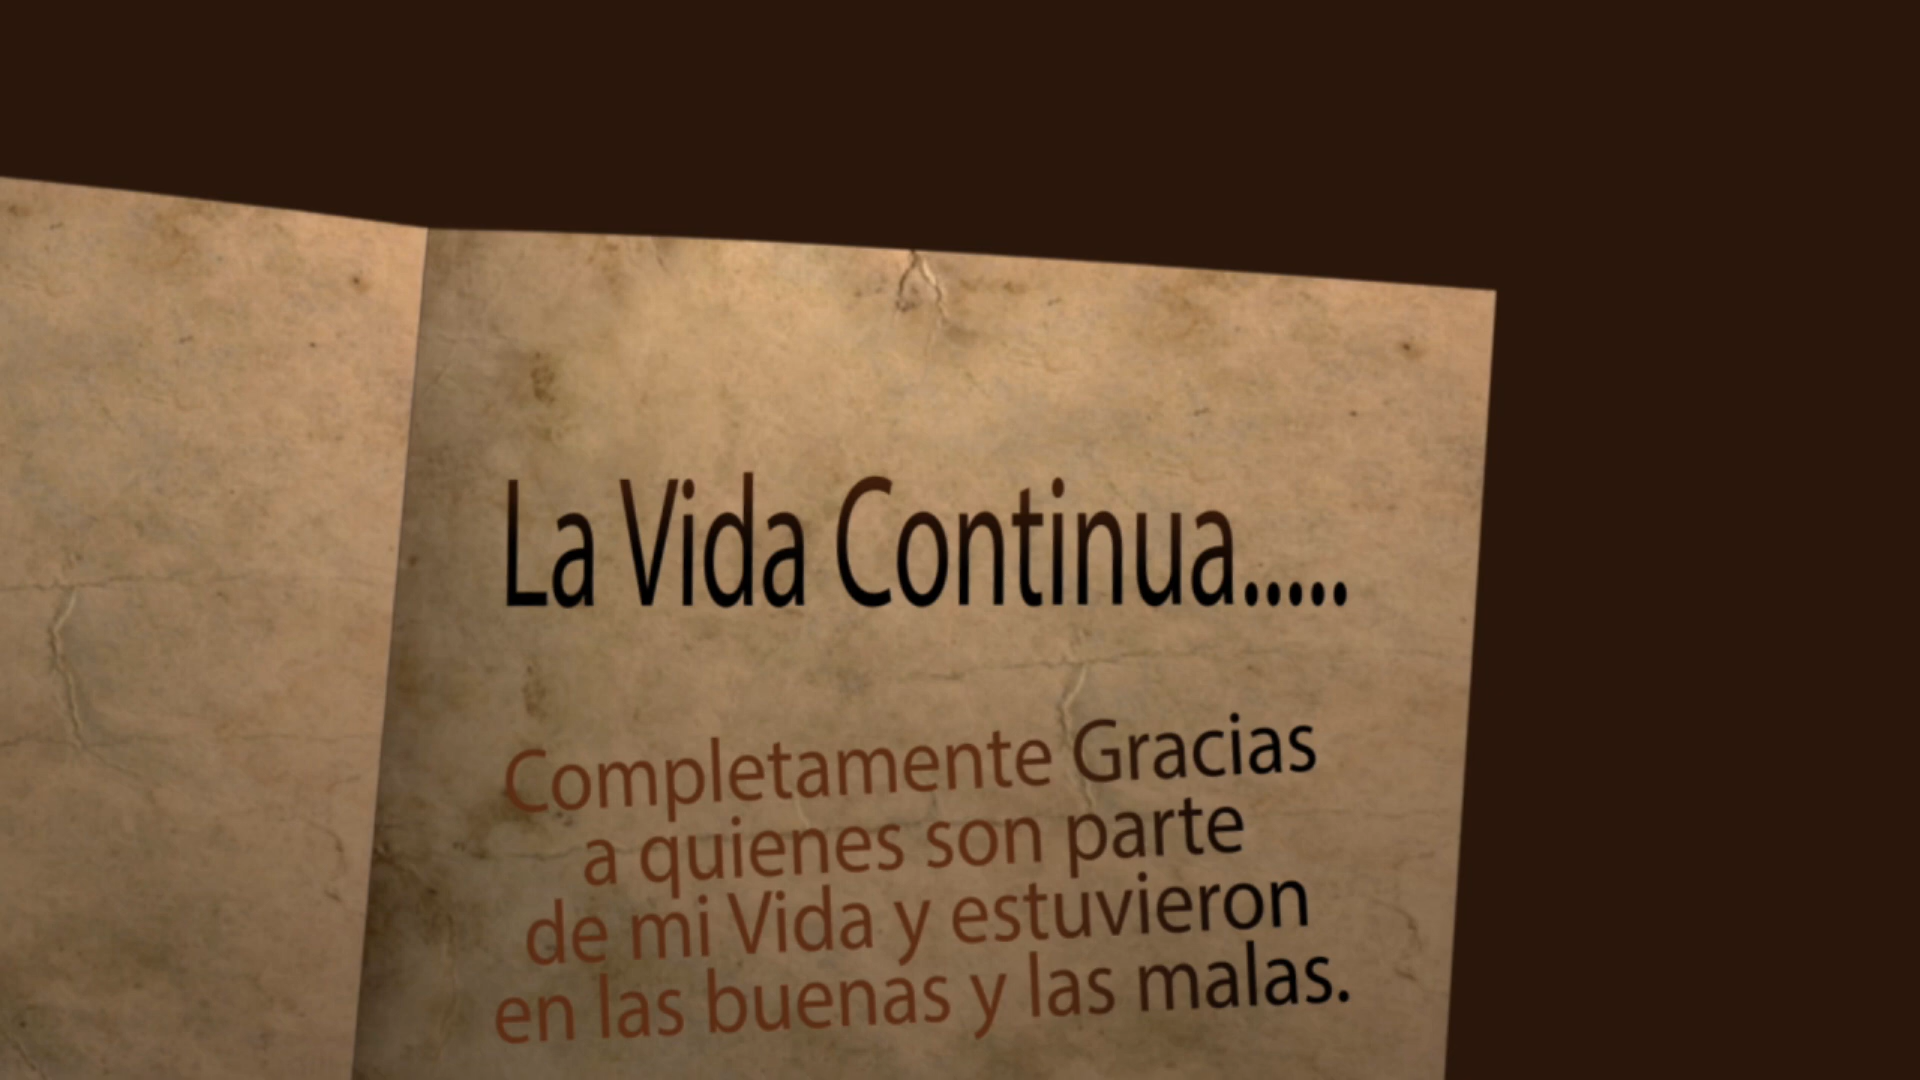 La Vida Continua.....
Completamente Gracias
a quienes son parte
de mi Vida y estuvieron
en las buenas y las malas.